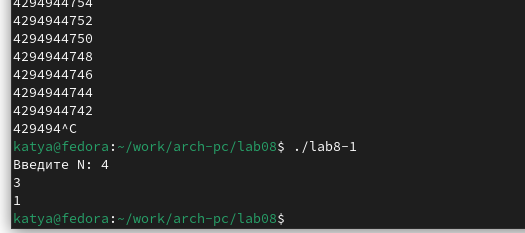 4294944754
4294944752
4294944750
4294944748
4294944746
4294944744
4294944742
429494^C
katya@fedora:~/work/arch-pc/lab08$ ./lab8-1
Введите N: 4
3
1
katya@fedora:~/work/arch-pc/lab08$